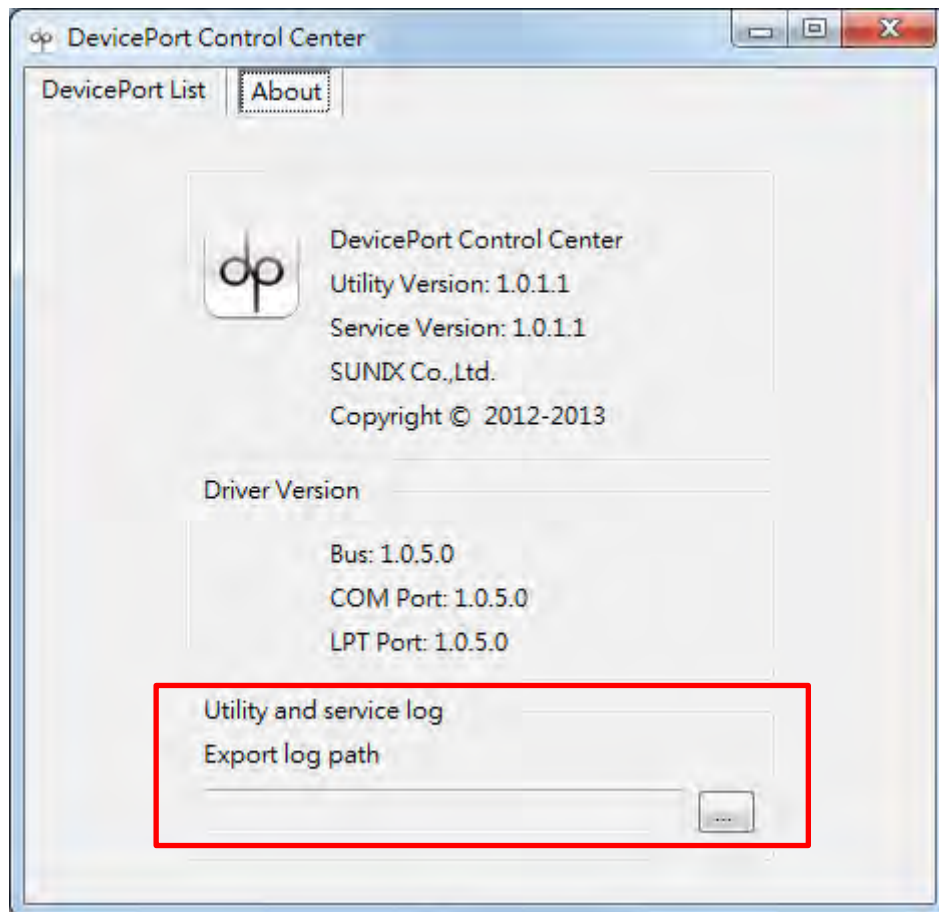 dp DevicePort Control Center
DevicePort List About
dp
DevicePort Control Center
Utility Version: 1.0.1.1
Service Version: 1.0.1.1
SUNIX Co.,Ltd.
Copyright © 2012-2013
Driver Version
Bus: 1.0.5.0
COM Port: 1.0.5.0
LPT Port: 1.0.5.0
Utility and service log
Export log path
...